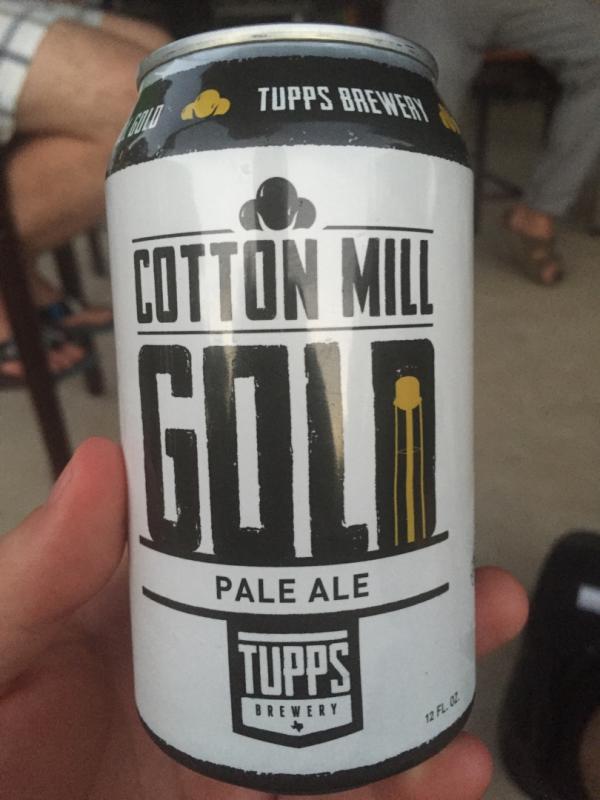 GOLD
TUPPS BREWERY
COTTON MILL
GOLD
PALE ALE
TUPPS
BREWERY
12 FL. OZ.